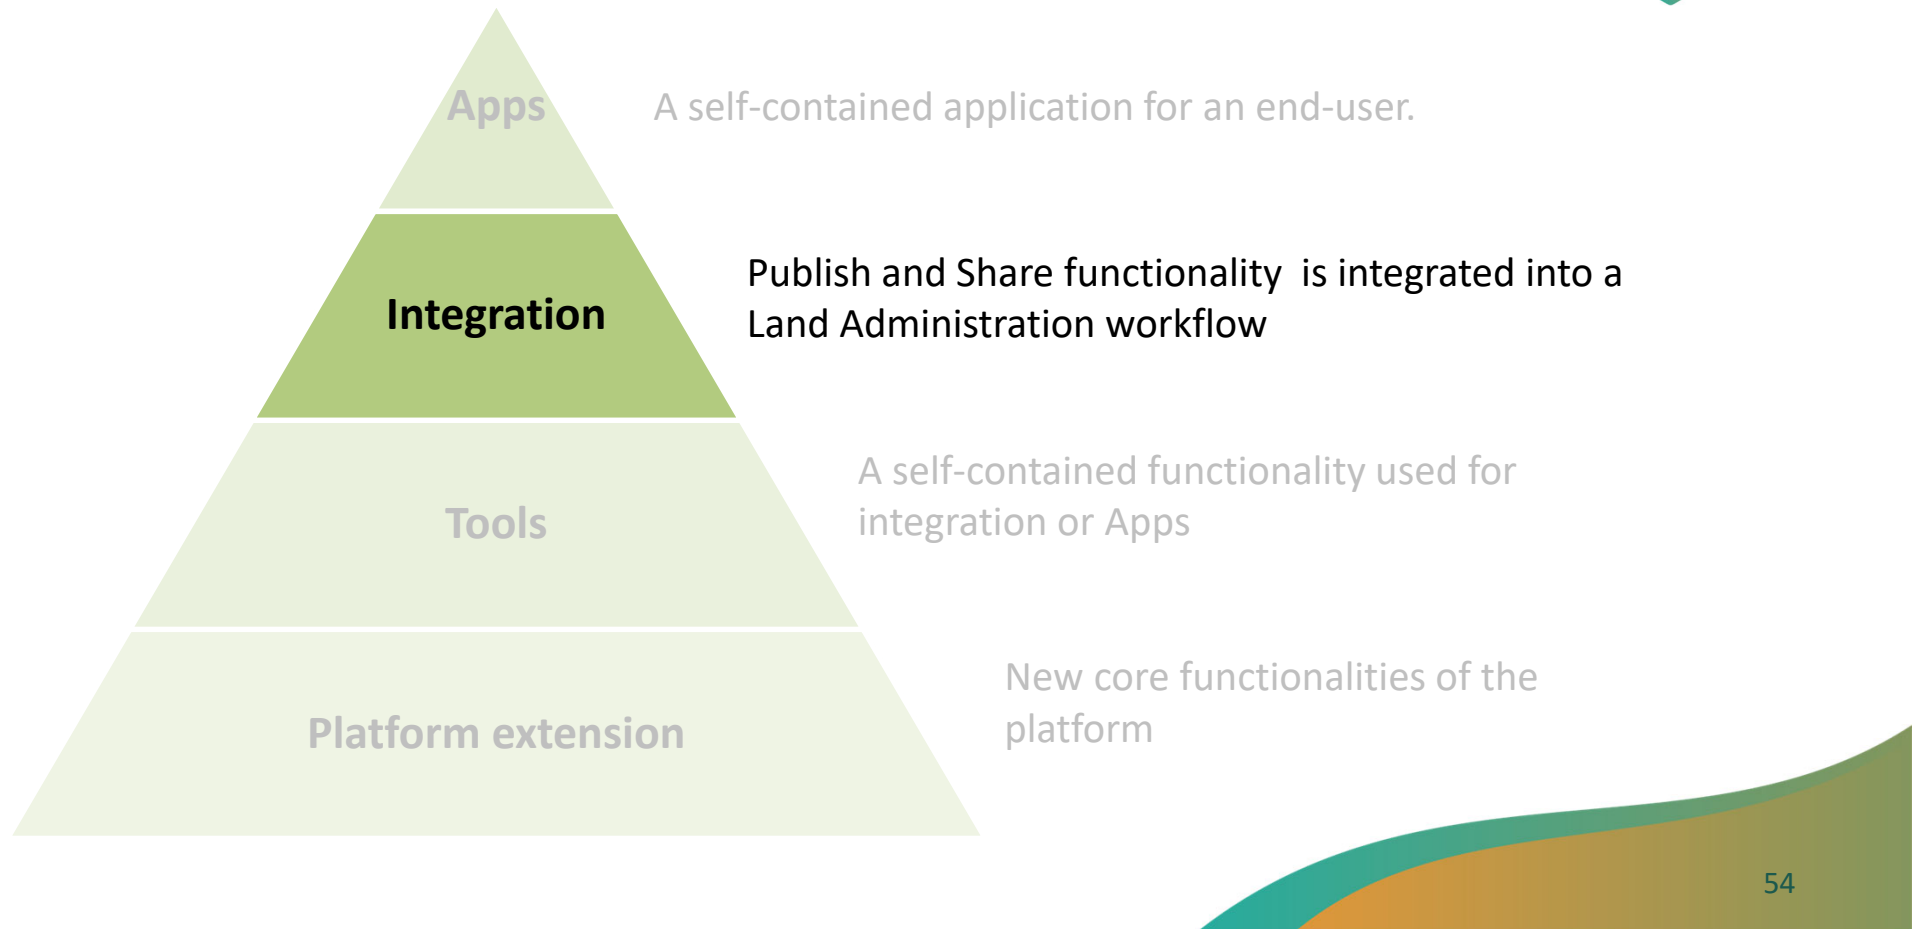 Apps
A self-contained application for an end-user.
Integration
Publish and Share functionality  is integrated into a
Land Administration workflow
Tools
A self-contained functionality used for
integration or Apps
Platform extension
New core functionalities of the
platform
54